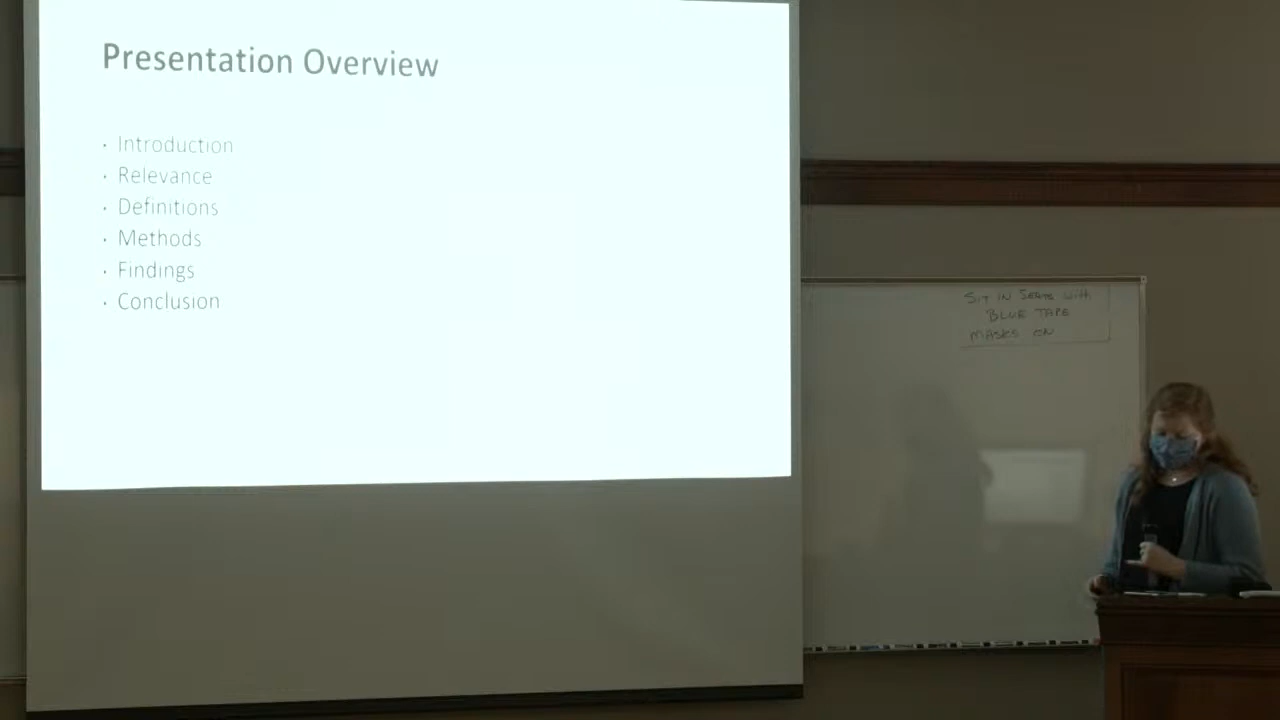 Presentation Overview
· Introduction
· Relevance
· Definitions
· Methods
· Findings
· Conclusion
SIT IN SEATS with
BLUE TAPE
MASKS ON